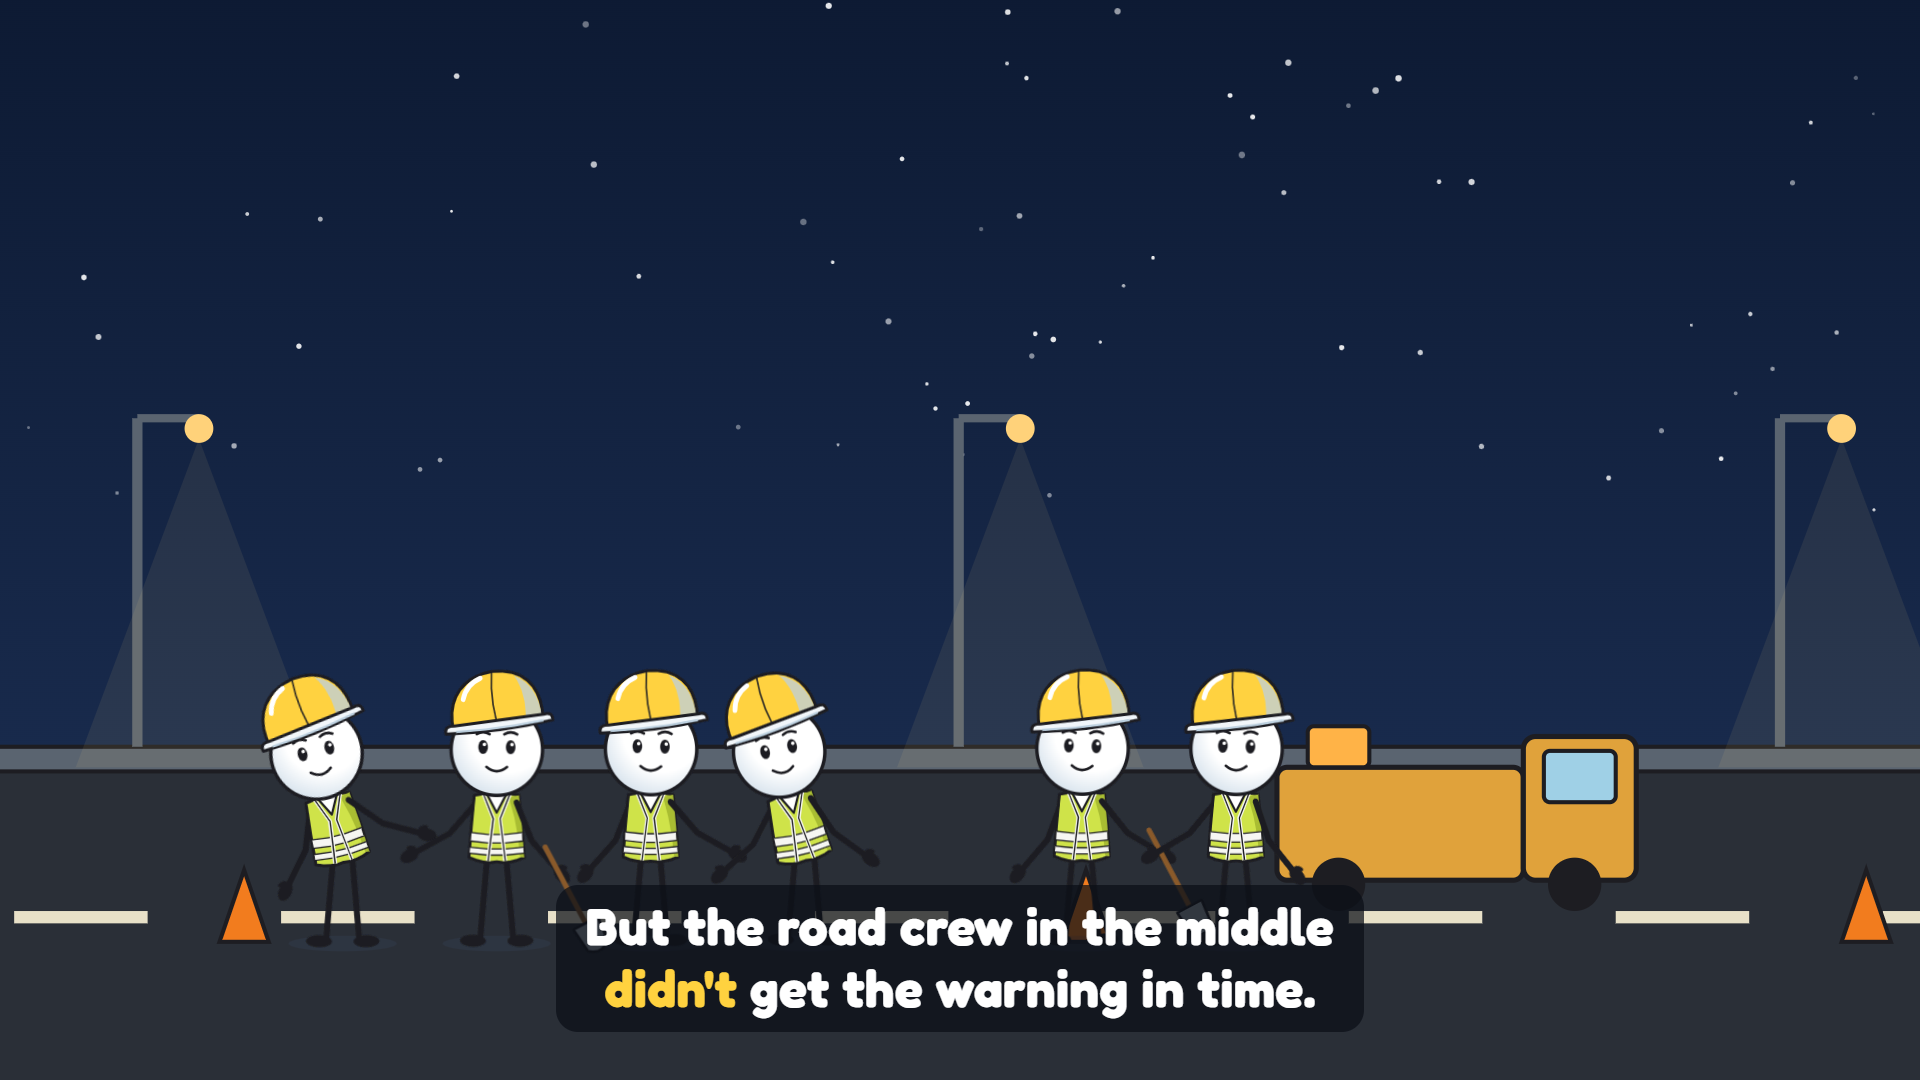 But the road crew in the middle
didn't get the warning in time.